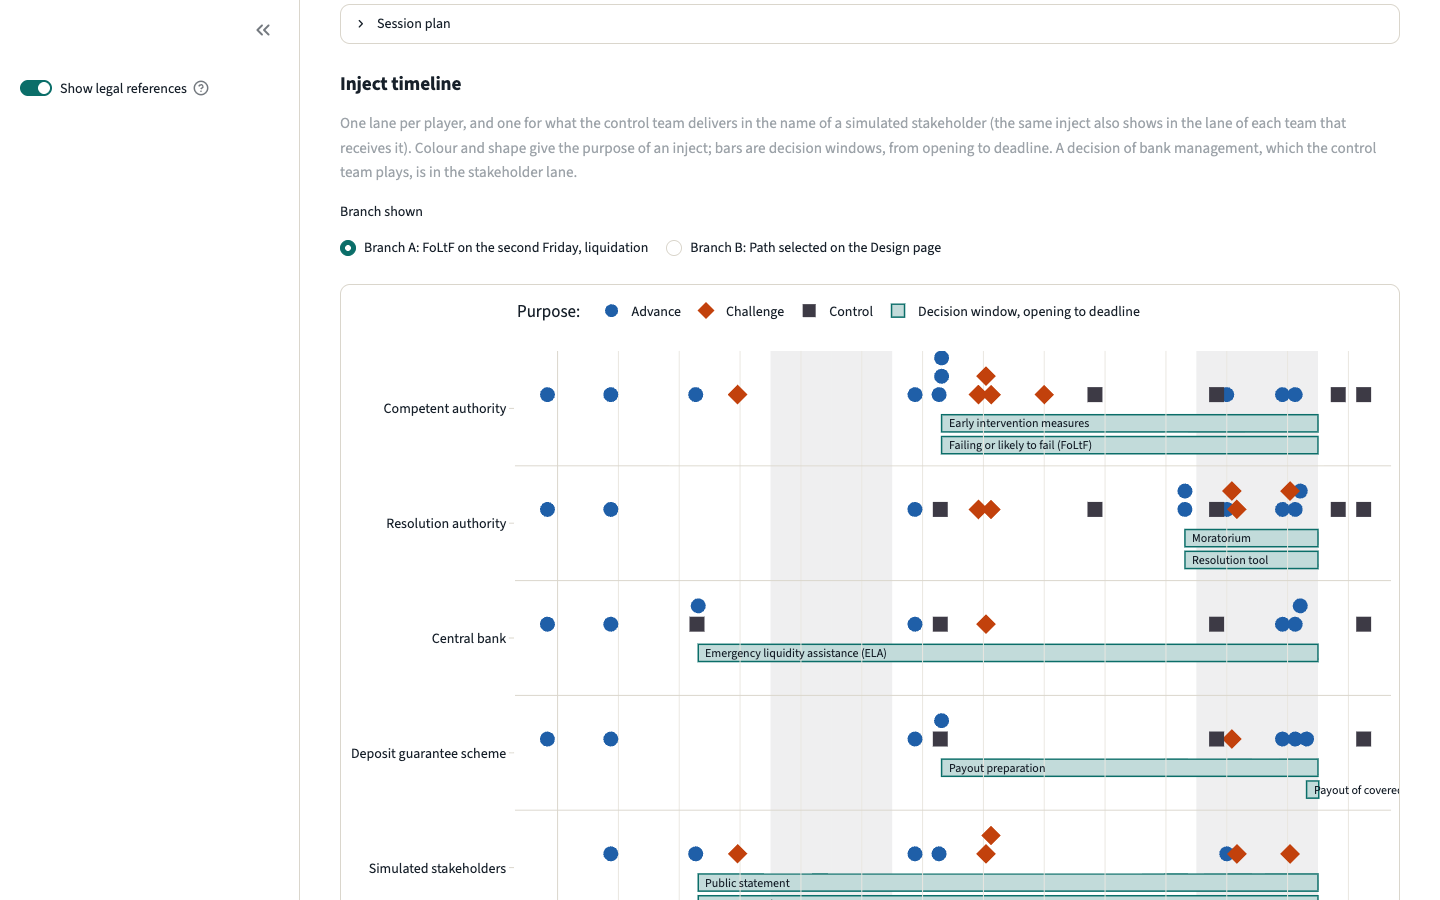 Session plan
Show legal references
Inject timeline
One lane per player, and one for what the control team delivers in the name of a simulated stakeholder (the same inject also shows in the lane of each team that
receives it). Colour and shape give the purpose of an inject; bars are decision windows, from opening to deadline. A decision of bank management, which the control
team plays, is in the stakeholder lane.
Branch shown
Branch A: FoLtF on the second Friday, liquidation
Branch B: Path selected on the Design page
Purpose:
Advance
Challenge
Control
Decision window, opening to deadline
Competent authority
Early intervention measures
Failing or likely to fail (FoLtF)
Resolution authority
Moratorium
Resolution tool
Central bank
Emergency liquidity assistance (ELA)
Deposit guarantee scheme
Payout preparation
Payout of
Simulated stakeholders
Public statement